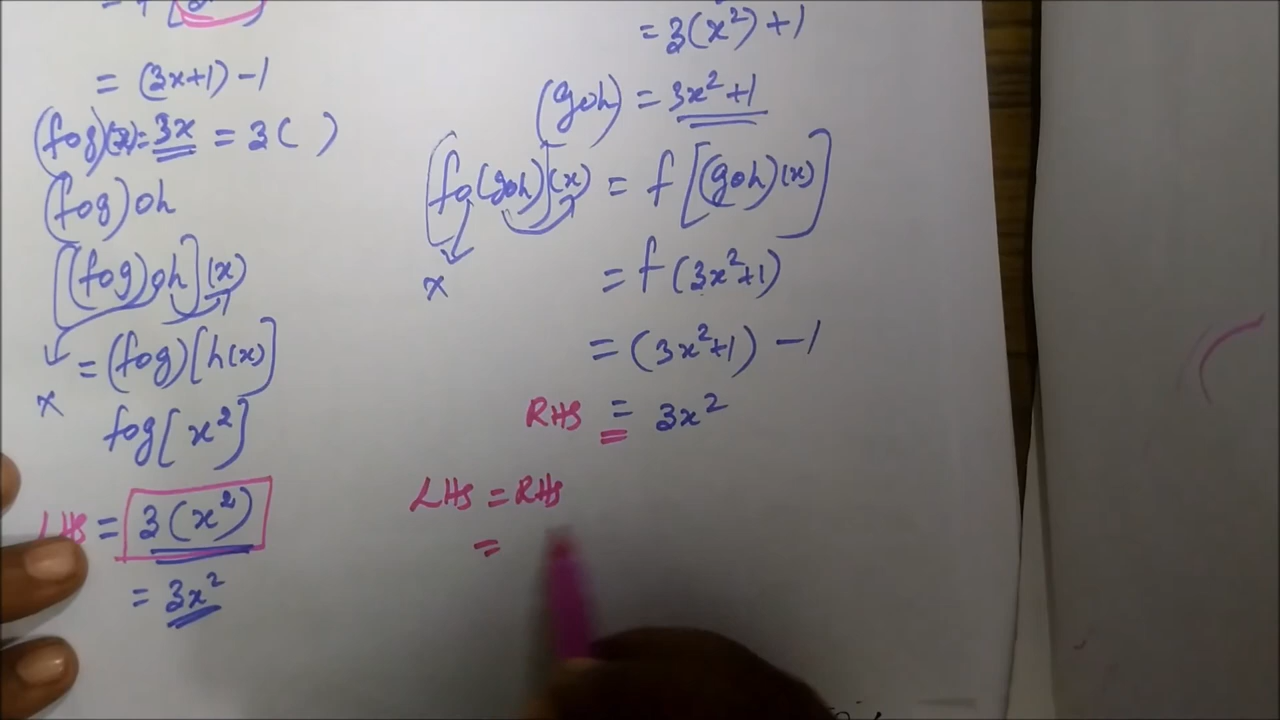 = (3x+1) - 1
(fog)(x) = 3x = 3 ( )
(fog) oh
[(fog) oh] (x)
x
= (fog) [h(x)]
fog [x²]
LHS = 3(x²)
= 3x²
= 3(x²) + 1
(goh) = 3x² + 1
[fo(goh)](x) = f[(goh)(x)]
x
= f (3x²+1)
= (3x²+1) - 1
RHS = 3x²
LHS = RHS
=